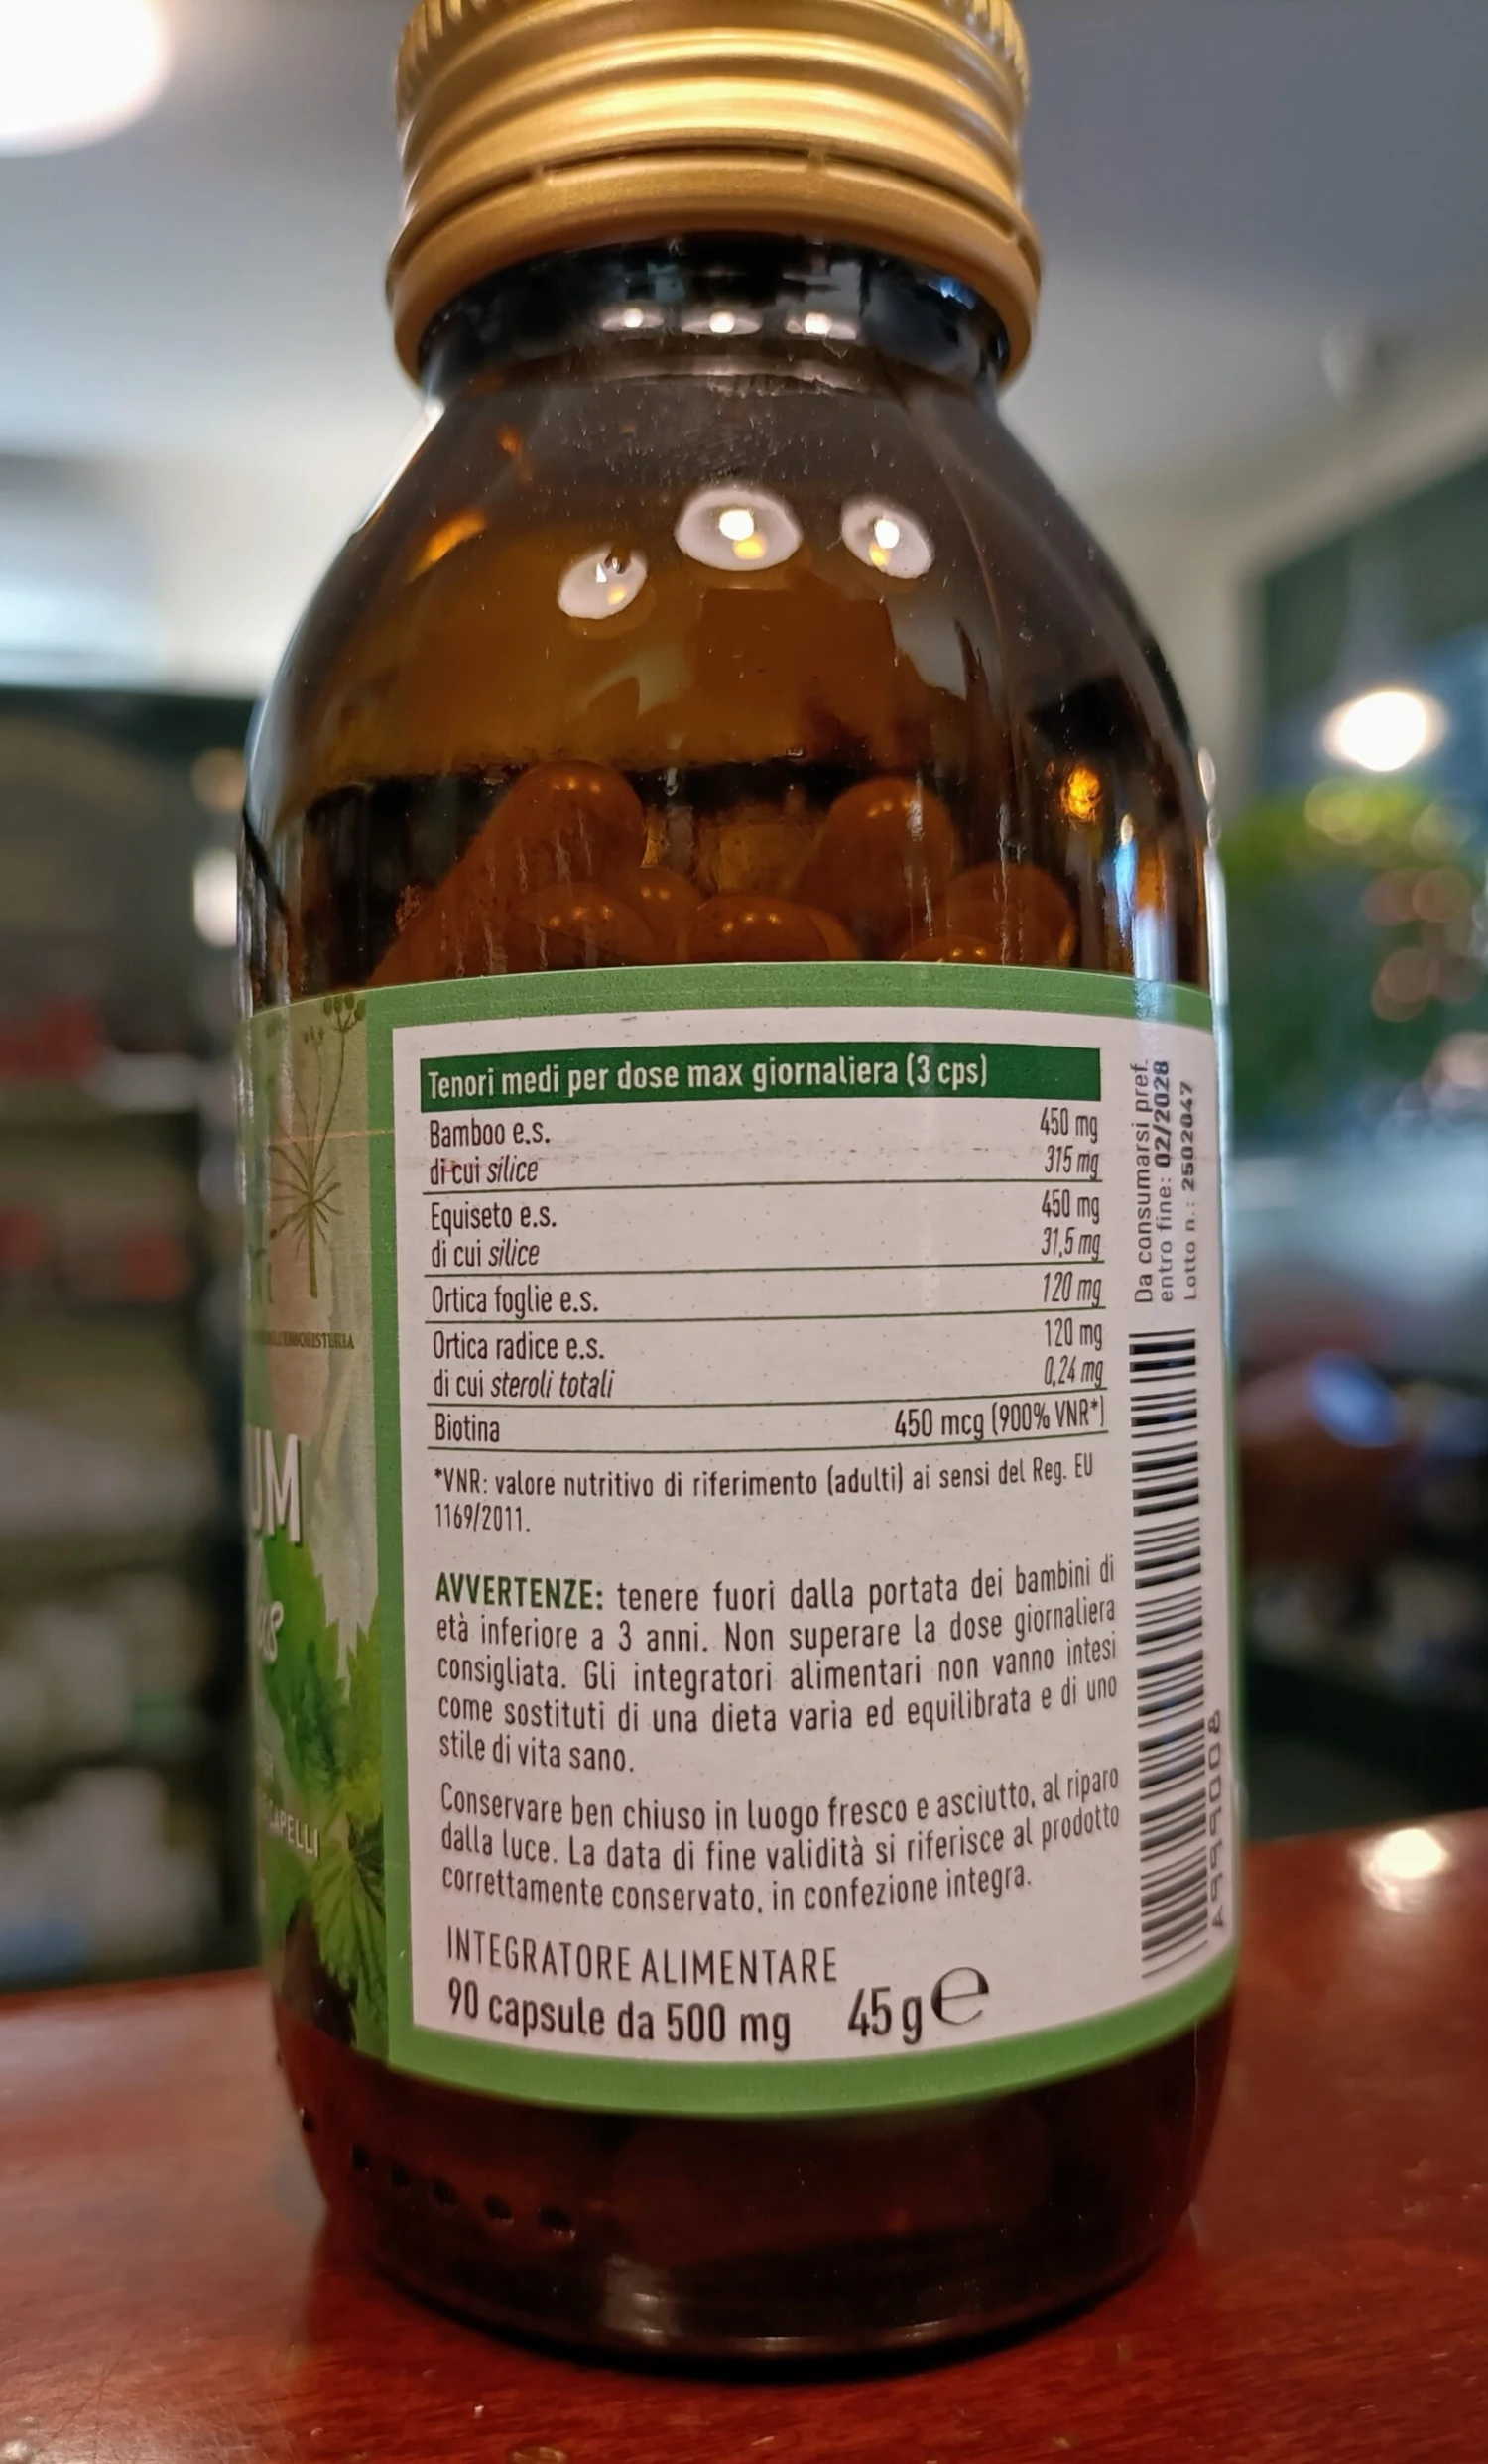 Tenori medi per dose max giornaliera (3 cps)
Bamboo e.s. 450 mg
di cui silice 315 mg
Equiseto e.s. 450 mg
di cui silice 31,5 mg
Ortica foglie e.s. 120 mg
Ortica radice e.s. 120 mg
di cui steroli totali 0,24 mg
Biotina 450 mcg (900% VNR*)
*VNR: valore nutritivo di riferimento (adulti) ai sensi del Reg. EU
1169/2011.
AVVERTENZE: tenere fuori dalla portata dei bambini di
età inferiore a 3 anni. Non superare la dose giornaliera
consigliata. Gli integratori alimentari non vanno intesi
come sostituti di una dieta varia ed equilibrata e di uno
stile di vita sano.
Conservare ben chiuso in luogo fresco e asciutto, al riparo
dalla luce. La data di fine validità si riferisce al prodotto
correttamente conservato, in confezione integra.
INTEGRATORE ALIMENTARE
90 capsule da 500 mg 45 g e
Da consumarsi pref.
entro fine: 02/2028
Lotto n.: 2502047
UM
CAPELLI